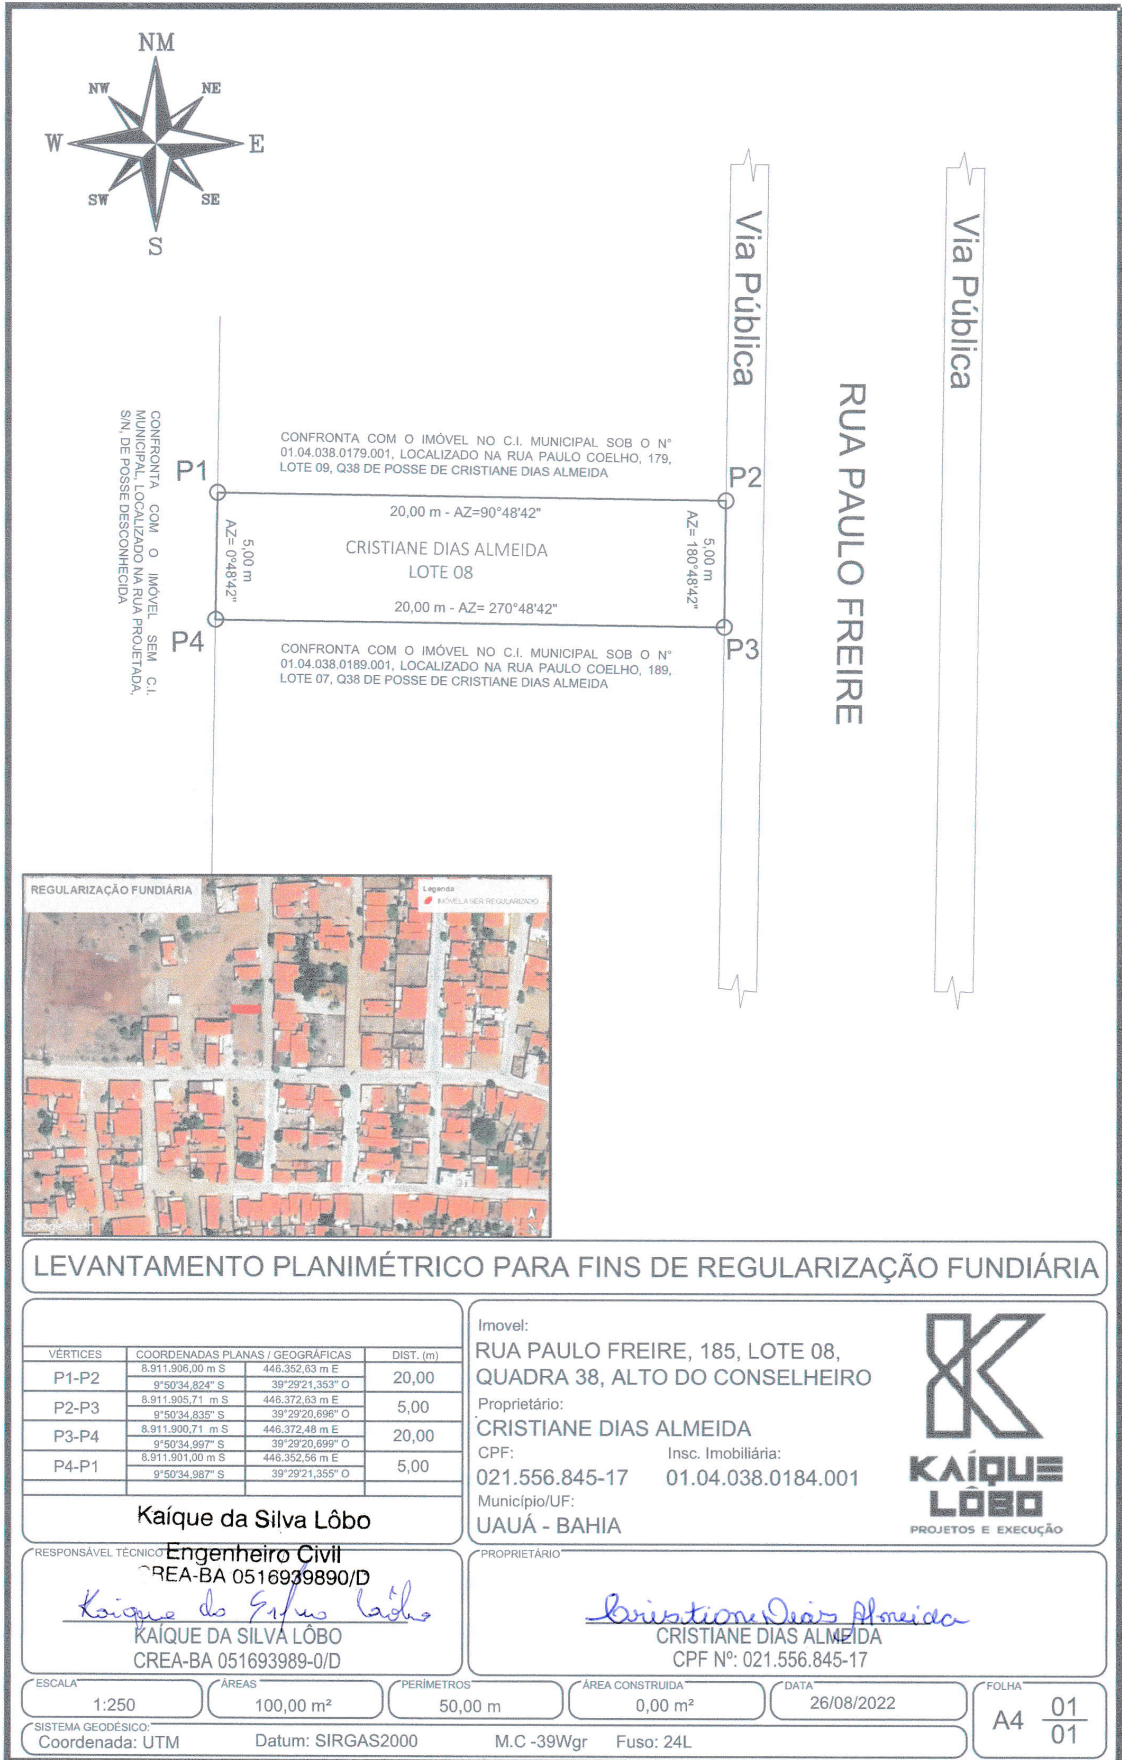 NM
NW
NE
W
E
SW
SE
S
Via Pública
Via Pública
RUA PAULO FREIRE
CONFRONTA COM O IMÓVEL NO C.I. MUNICIPAL SOB O N°
01.04.038.0179.001, LOCALIZADO NA RUA PAULO COELHO, 179,
LOTE 09, Q38 DE POSSE DE CRISTIANE DIAS ALMEIDA
CONFRONTA COM O IMÓVEL SEM C.I.
MUNICIPAL, LOCALIZADO NA RUA PROJETADA,
S/N, DE POSSE DESCONHECIDA
P1
P2
20,00 m - AZ=90°48'42"
5,00 m
AZ= 0°48'42"
CRISTIANE DIAS ALMEIDA
LOTE 08
5,00 m
AZ= 180°48'42"
20,00 m - AZ= 270°48'42"
P4
P3
CONFRONTA COM O IMÓVEL NO C.I. MUNICIPAL SOB O N°
01.04.038.0189.001, LOCALIZADO NA RUA PAULO COELHO, 189,
LOTE 07, Q38 DE POSSE DE CRISTIANE DIAS ALMEIDA
REGULARIZAÇÃO FUNDIÁRIA
Legenda
IMÓVEL A SER REGULARIZADO
Google Earth
N
LEVANTAMENTO PLANIMÉTRICO PARA FINS DE REGULARIZAÇÃO FUNDIÁRIA
VÉRTICES COORDENADAS PLANAS / GEOGRÁFICAS DIST. (m)
P1-P2 8.911.906,00 m S 446.352,63 m E 20,00
9°50'34,824" S 39°29'21,353" O
P2-P3 8.911.905,71 m S 446.372,63 m E 5,00
9°50'34,835" S 39°29'20,696" O
P3-P4 8.911.900,71 m S 446.372,48 m E 20,00
9°50'34,997" S 39°29'20,699" O
P4-P1 8.911.901,00 m S 446.352,56 m E 5,00
9°50'34,987" S 39°29'21,355" O
Imovel:
RUA PAULO FREIRE, 185, LOTE 08,
QUADRA 38, ALTO DO CONSELHEIRO
Proprietário:
CRISTIANE DIAS ALMEIDA
CPF: Insc. Imobiliária:
021.556.845-17 01.04.038.0184.001
Município/UF:
UAUÁ - BAHIA
KAÍQUE
LÔBO
PROJETOS E EXECUÇÃO
Kaíque da Silva Lôbo
Engenheiro Civil
CREA-BA 0516939890/D
RESPONSÁVEL TÉCNICO
Kaique da Silva Lôbo
KAÍQUE DA SILVA LÔBO
CREA-BA 051693989-0/D
PROPRIETÁRIO
Cristiane Dias Almeida
CRISTIANE DIAS ALMEIDA
CPF Nº: 021.556.845-17
ESCALA
1:250
ÁREAS
100,00 m²
PERÍMETROS
50,00 m
ÁREA CONSTRUIDA
0,00 m²
DATA
26/08/2022
FOLHA
A4 01
01
SISTEMA GEODÉSICO:
Coordenada: UTM Datum: SIRGAS2000 M.C -39Wgr Fuso: 24L